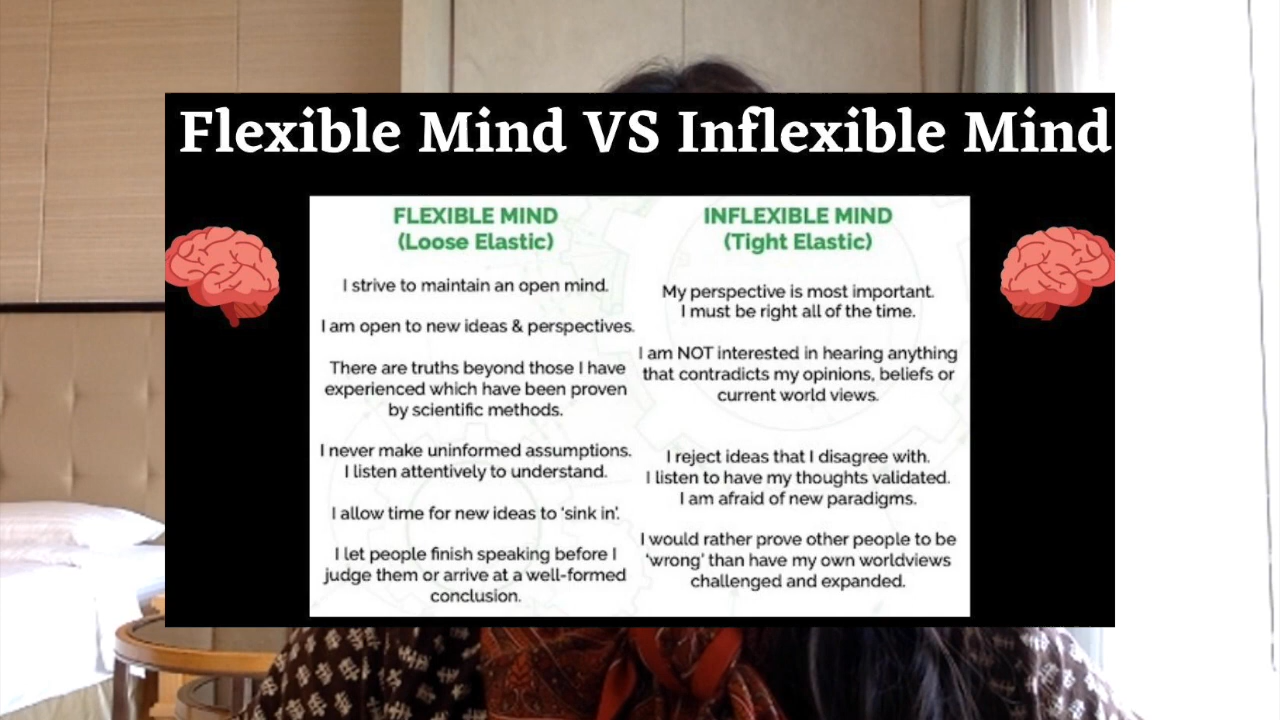 Flexible Mind VS Inflexible Mind
FLEXIBLE MIND
(Loose Elastic)
I strive to maintain an open mind.
I am open to new ideas & perspectives.
There are truths beyond those I have
experienced which have been proven
by scientific methods.
I never make uninformed assumptions.
I listen attentively to understand.
I allow time for new ideas to ‘sink in’.
I let people finish speaking before I
judge them or arrive at a well-formed
conclusion.
INFLEXIBLE MIND
(Tight Elastic)
My perspective is most important.
I must be right all of the time.
I am NOT interested in hearing anything
that contradicts my opinions, beliefs or
current world views.
I reject ideas that I disagree with.
I listen to have my thoughts validated.
I am afraid of new paradigms.
I would rather prove other people to be
‘wrong’ than have my own worldviews
challenged and expanded.